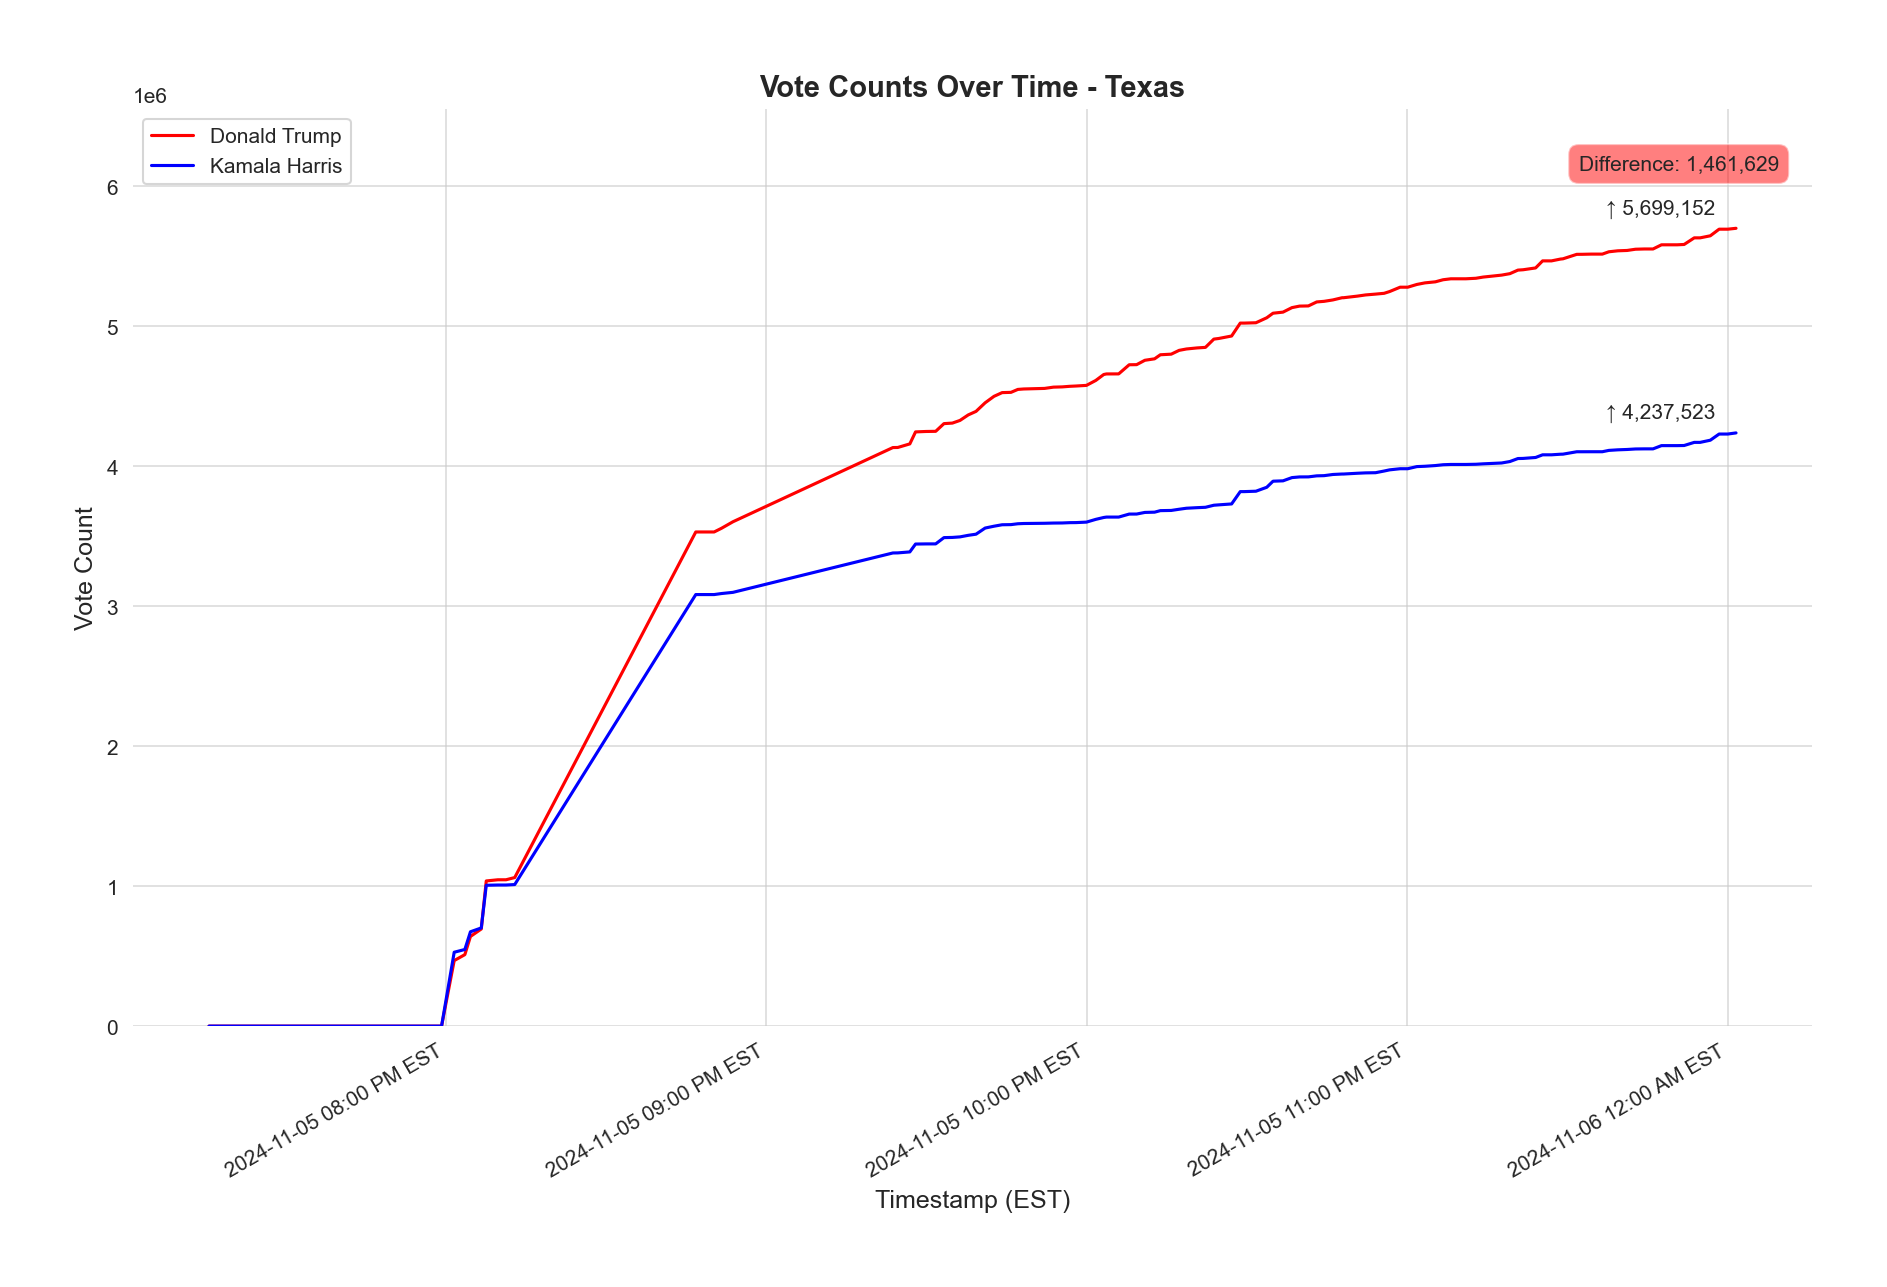 Vote Counts Over Time - Texas
1e6
Donald Trump
Kamala Harris
Difference: 1,461,629
↑ 5,699,152
↑ 4,237,523
6
5
4
3
2
1
0
Vote Count
2024-11-05 08:00 PM EST
2024-11-05 09:00 PM EST
2024-11-05 10:00 PM EST
2024-11-05 11:00 PM EST
2024-11-06 12:00 AM EST
Timestamp (EST)